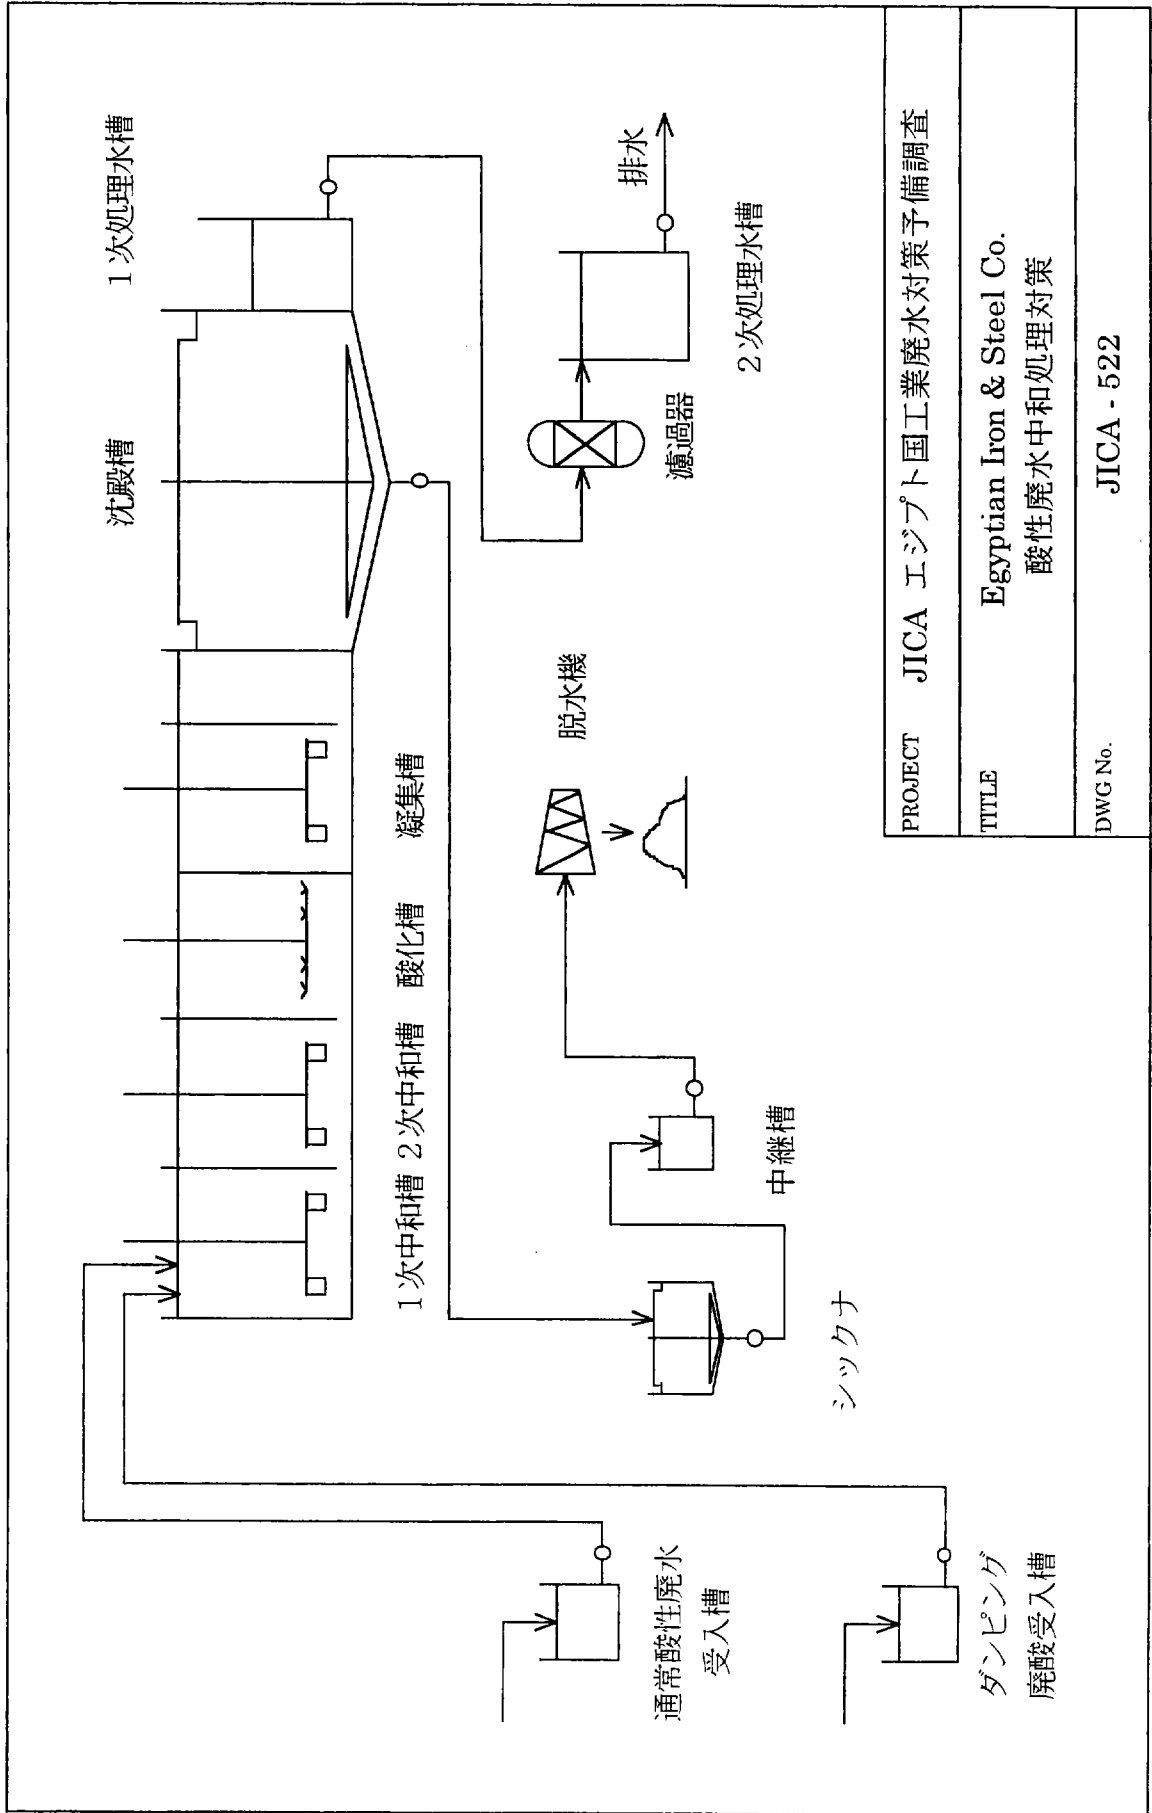 1次処理水槽
沈殿槽
排水
2次処理水槽
濾過器
1次中和槽 2次中和槽 酸化槽 凝集槽
脱水機
中継槽
シックナ
通常酸性廃水
受入槽
ダンピング
廃酸受入槽
PROJECT JICA エジプト国工業廃水対策予備調査
TITLE Egyptian Iron & Steel Co.
酸性廃水中和処理対策
DWG No. JICA - 522